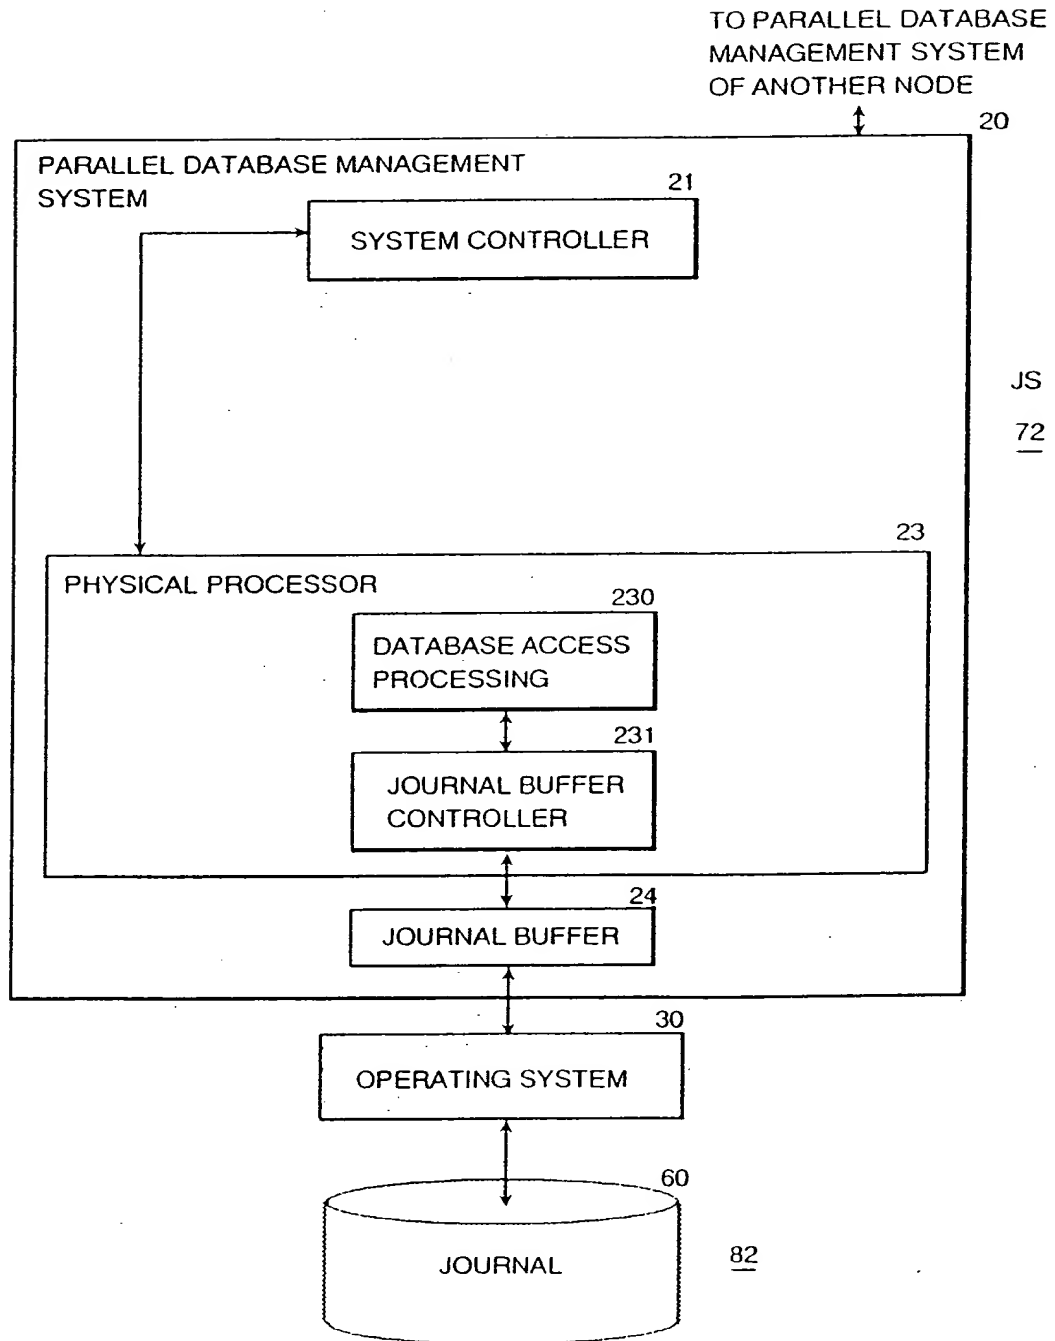 TO PARALLEL DATABASE
MANAGEMENT SYSTEM
OF ANOTHER NODE
20
PARALLEL DATABASE MANAGEMENT
SYSTEM
21
SYSTEM CONTROLLER
JS
72
23
PHYSICAL PROCESSOR
230
DATABASE ACCESS
PROCESSING
231
JOURNAL BUFFER
CONTROLLER
24
JOURNAL BUFFER
30
OPERATING SYSTEM
60
JOURNAL
82